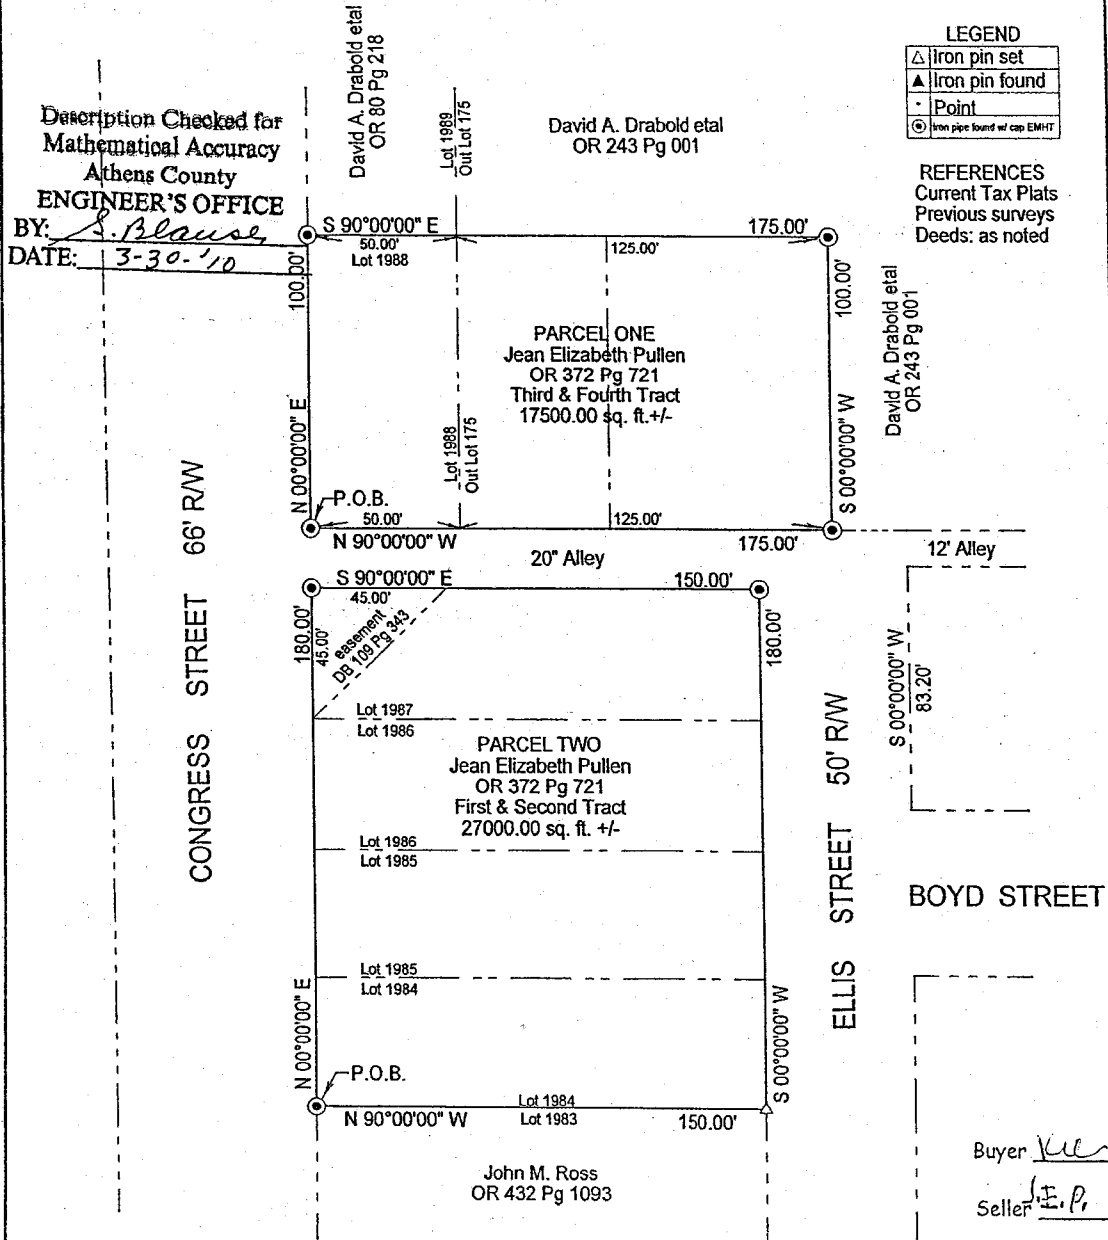 LEGEND
Iron pin set
Iron pin found
Point
Iron pipe found w/ cap EMHT
REFERENCES
Current Tax Plats
Previous surveys
Deeds: as noted
Description Checked for
Mathematical Accuracy
Athens County
ENGINEER'S OFFICE
BY: S. Blause
DATE: 3-30-'10
David A. Drabold etal
OR 80 Pg 218
Lot 1989
Out Lot 175
David A. Drabold etal
OR 243 Pg 001
S 90°00'00" E
175.00'
50.00'
125.00'
Lot 1988
100.00'
100.00'
David A. Drabold etal
OR 243 Pg 001
PARCEL ONE
Jean Elizabeth Pullen
OR 372 Pg 721
Third & Fourth Tract
17500.00 sq. ft.+/-
Lot 1988
Out Lot 175
N 00°00'00" E
S 00°00'00" W
P.O.B.
50.00'
125.00'
N 90°00'00" W
175.00'
20" Alley
12' Alley
S 90°00'00" E
150.00'
45.00'
180.00'
45.00'
easement
DB 109 Pg 343
180.00'
S 00°00'00" W
83.20'
CONGRESS STREET 66' R/W
Lot 1987
Lot 1986
PARCEL TWO
Jean Elizabeth Pullen
OR 372 Pg 721
First & Second Tract
27000.00 sq. ft. +/-
Lot 1986
Lot 1985
ELLIS STREET 50' R/W
BOYD STREET
Lot 1985
Lot 1984
N 00°00'00" E
S 00°00'00" W
P.O.B.
Lot 1984
N 90°00'00" W
Lot 1983
150.00'
John M. Ross
OR 432 Pg 1093
Buyer
Seller J.E.P.